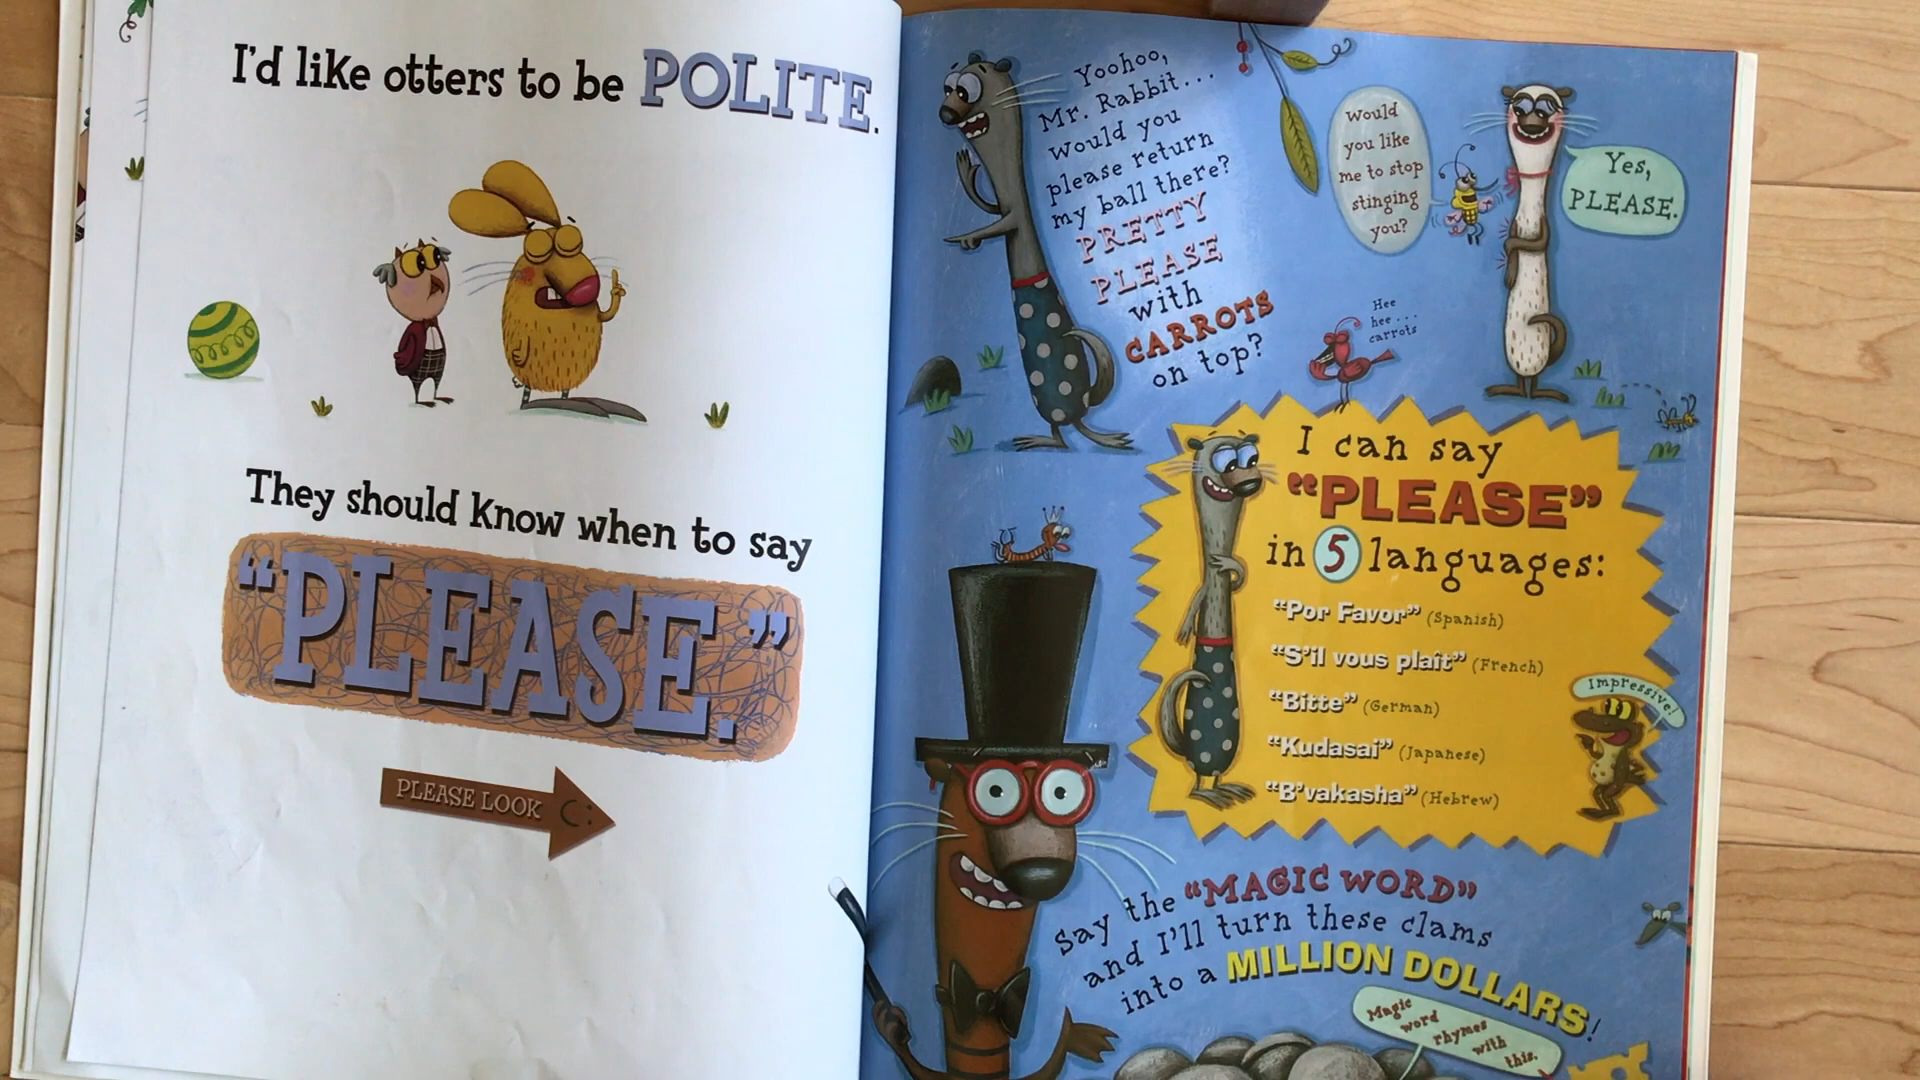 I'd like otters to be POLITE.
They should know when to say
"PLEASE."
PLEASE LOOK
Yoohoo,
Mr. Rabbit...
would you
please return
my ball there?
PRETTY
PLEASE
with
CARROTS
on top?
Would
you like
me to stop
stinging
you?
Yes,
PLEASE.
Hee
hee...
carrots
I can say
"PLEASE"
in 5 languages:
"Por Favor" (Spanish)
"S'il vous plaît" (French)
"Bitte" (German)
"Kudasai" (Japanese)
"B'vakasha" (Hebrew)
Impressive!
Say the "MAGIC WORD"
and I'll turn these clams
into a MILLION DOLLARS!
Magic
word
rhymes
with
this.